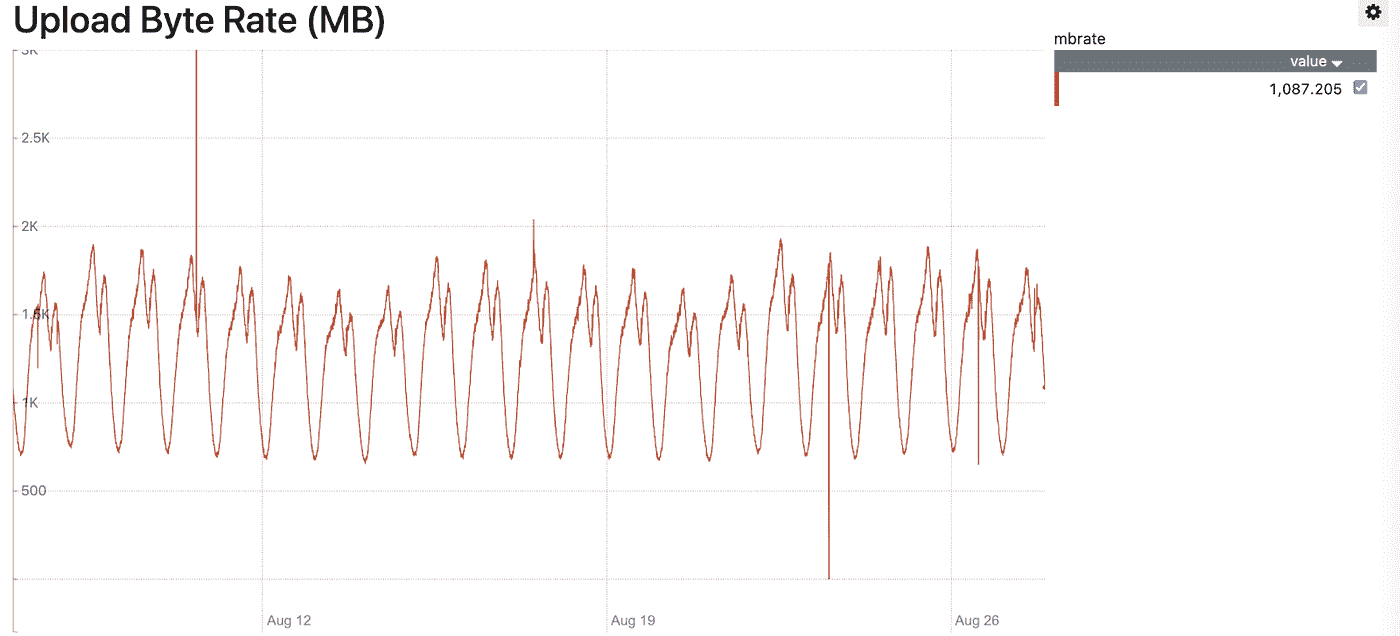 Upload Byte Rate (MB)
mbrate
value
1,087.205
3K
2.5K
2K
1.5K
1K
500
Aug 12
Aug 19
Aug 26